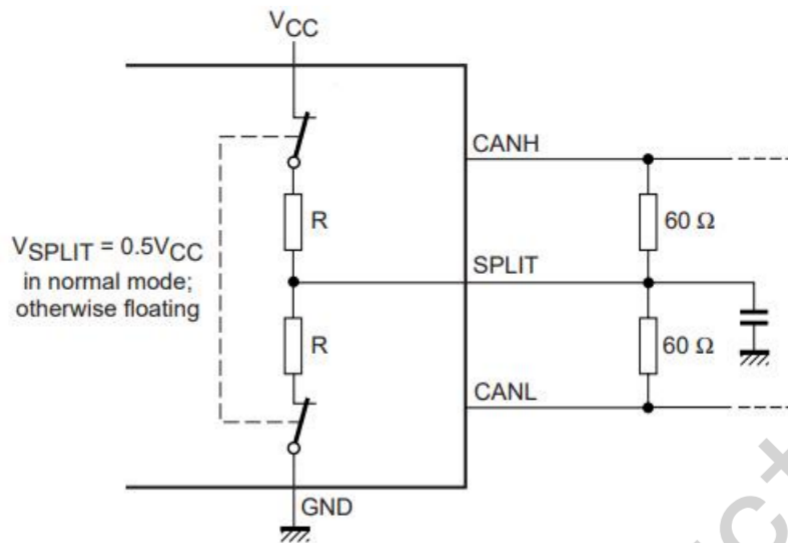 VCC
CANH
R
60 Ω
VSPLIT = 0.5VCC
in normal mode;
otherwise floating
SPLIT
R
60 Ω
CANL
GND